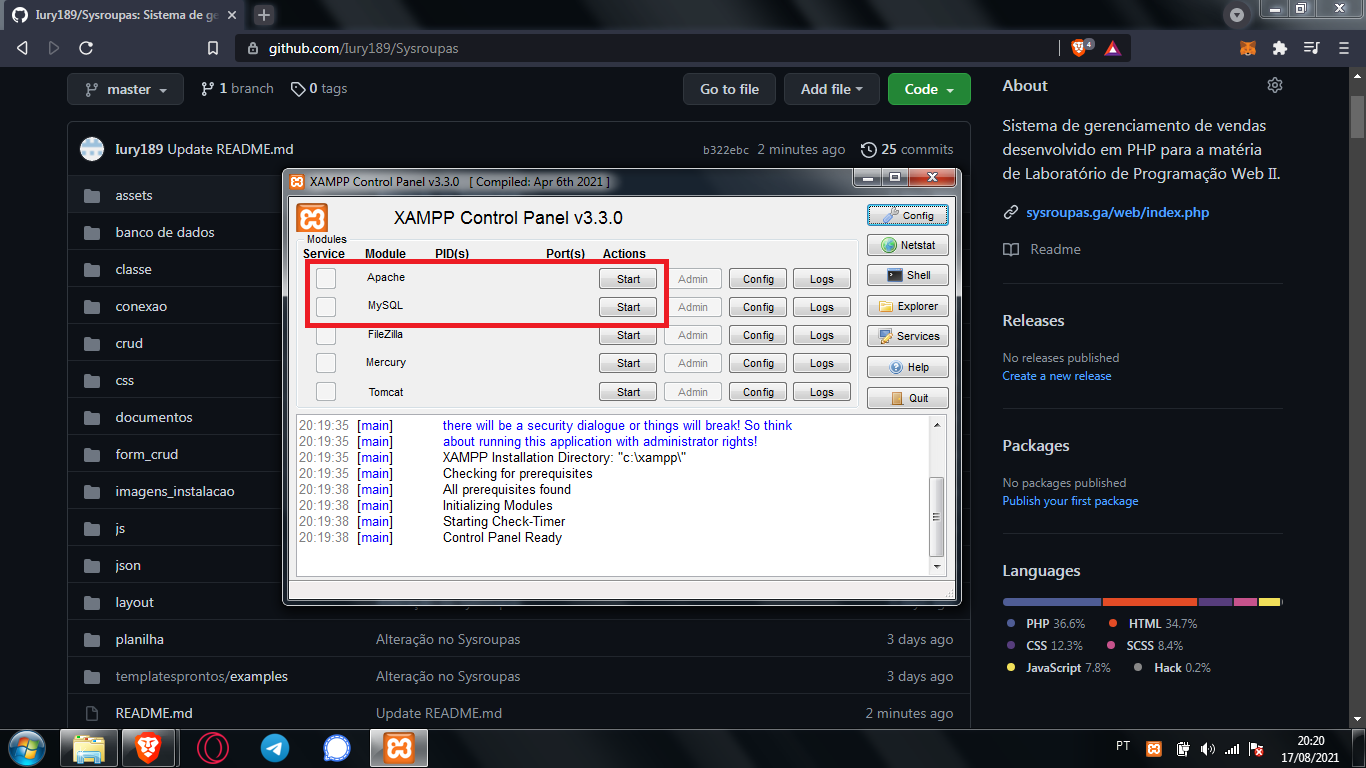 Iury189/Sysroupas: Sistema de ge
github.com/Iury189/Sysroupas
4
master
1 branch
0 tags
Go to file
Add file
Code
Iury189 Update README.md
b322ebc 2 minutes ago
25 commits
assets
banco de dados
classe
conexao
crud
css
documentos
form_crud
imagens_instalacao
js
json
layout
planilha
Alteração no Sysroupas
3 days ago
templatesprontos/examples
Alteração no Sysroupas
3 days ago
README.md
Update README.md
2 minutes ago
About
Sistema de gerenciamento de vendas
desenvolvido em PHP para a matéria
de Laboratório de Programação Web II.
sysroupas.ga/web/index.php
Readme
Releases
No releases published
Create a new release
Packages
No packages published
Publish your first package
Languages
PHP 36.6%
HTML 34.7%
CSS 12.3%
SCSS 8.4%
JavaScript 7.8%
Hack 0.2%
XAMPP Control Panel v3.3.0 [ Compiled: Apr 6th 2021 ]
XAMPP Control Panel v3.3.0
Modules
Service Module PID(s) Port(s) Actions
Apache Start Admin Config Logs
MySQL Start Admin Config Logs
FileZilla Start Admin Config Logs
Mercury Start Admin Config Logs
Tomcat Start Admin Config Logs
Config
Netstat
Shell
Explorer
Services
Help
Quit
20:19:35 [main] there will be a security dialogue or things will break! So think
20:19:35 [main] about running this application with administrator rights!
20:19:35 [main] XAMPP Installation Directory: "c:\xampp\"
20:19:35 [main] Checking for prerequisites
20:19:38 [main] All prerequisites found
20:19:38 [main] Initializing Modules
20:19:38 [main] Starting Check-Timer
20:19:38 [main] Control Panel Ready
PT
20:20
17/08/2021